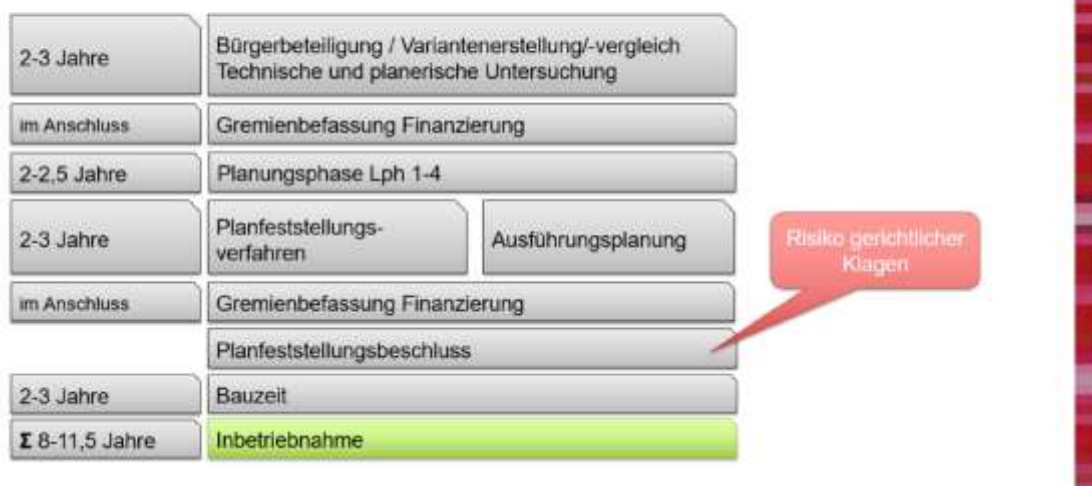 2-3 Jahre
Bürgerbeteiligung / Variantenerstellung/-vergleich
Technische und planerische Untersuchung
im Anschluss
Gremienbefassung Finanzierung
2-2,5 Jahre
Planungsphase Lph 1-4
2-3 Jahre
Planfeststellungs-
verfahren
Ausführungsplanung
Risiko gerichtlicher
Klagen
im Anschluss
Gremienbefassung Finanzierung
Planfeststellungsbeschluss
2-3 Jahre
Bauzeit
Σ 8-11,5 Jahre
Inbetriebnahme